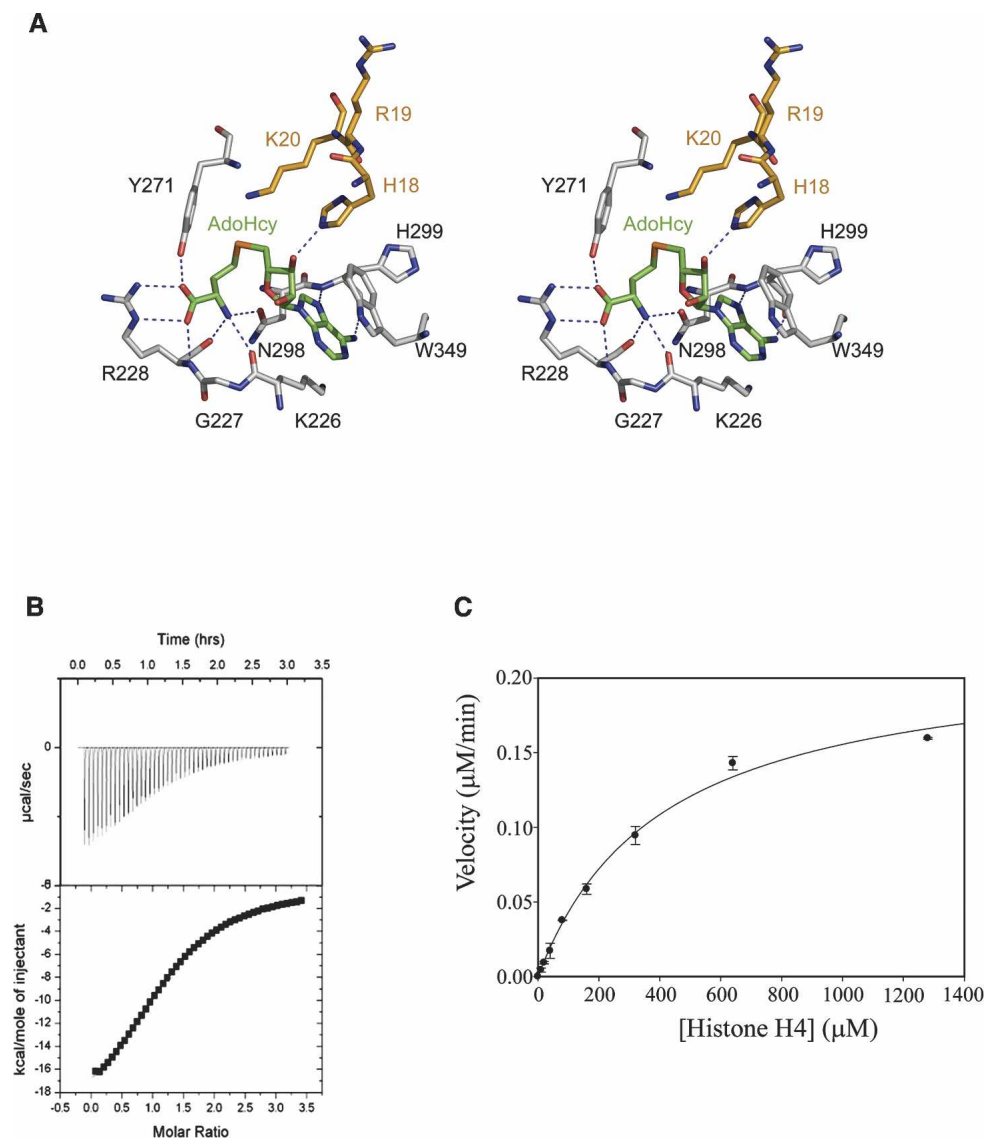 A
R19
K20
H18
Y271
AdoHcy
H299
N298
W349
R228
G227
K226
R19
K20
H18
Y271
AdoHcy
H299
N298
W349
R228
G227
K226
B
Time (hrs)
0.0 0.5 1.0 1.5 2.0 2.5 3.0 3.5
0
µcal/sec
-2
-4
-6
-8
-10
-12
-14
-16
-18
kcal/mole of injectant
-0.5 0.0 0.5 1.0 1.5 2.0 2.5 3.0 3.5
Molar Ratio
C
0.20
0.15
0.10
0.05
0.00
Velocity (µM/min)
0 200 400 600 800 1000 1200 1400
[Histone H4] (µM)